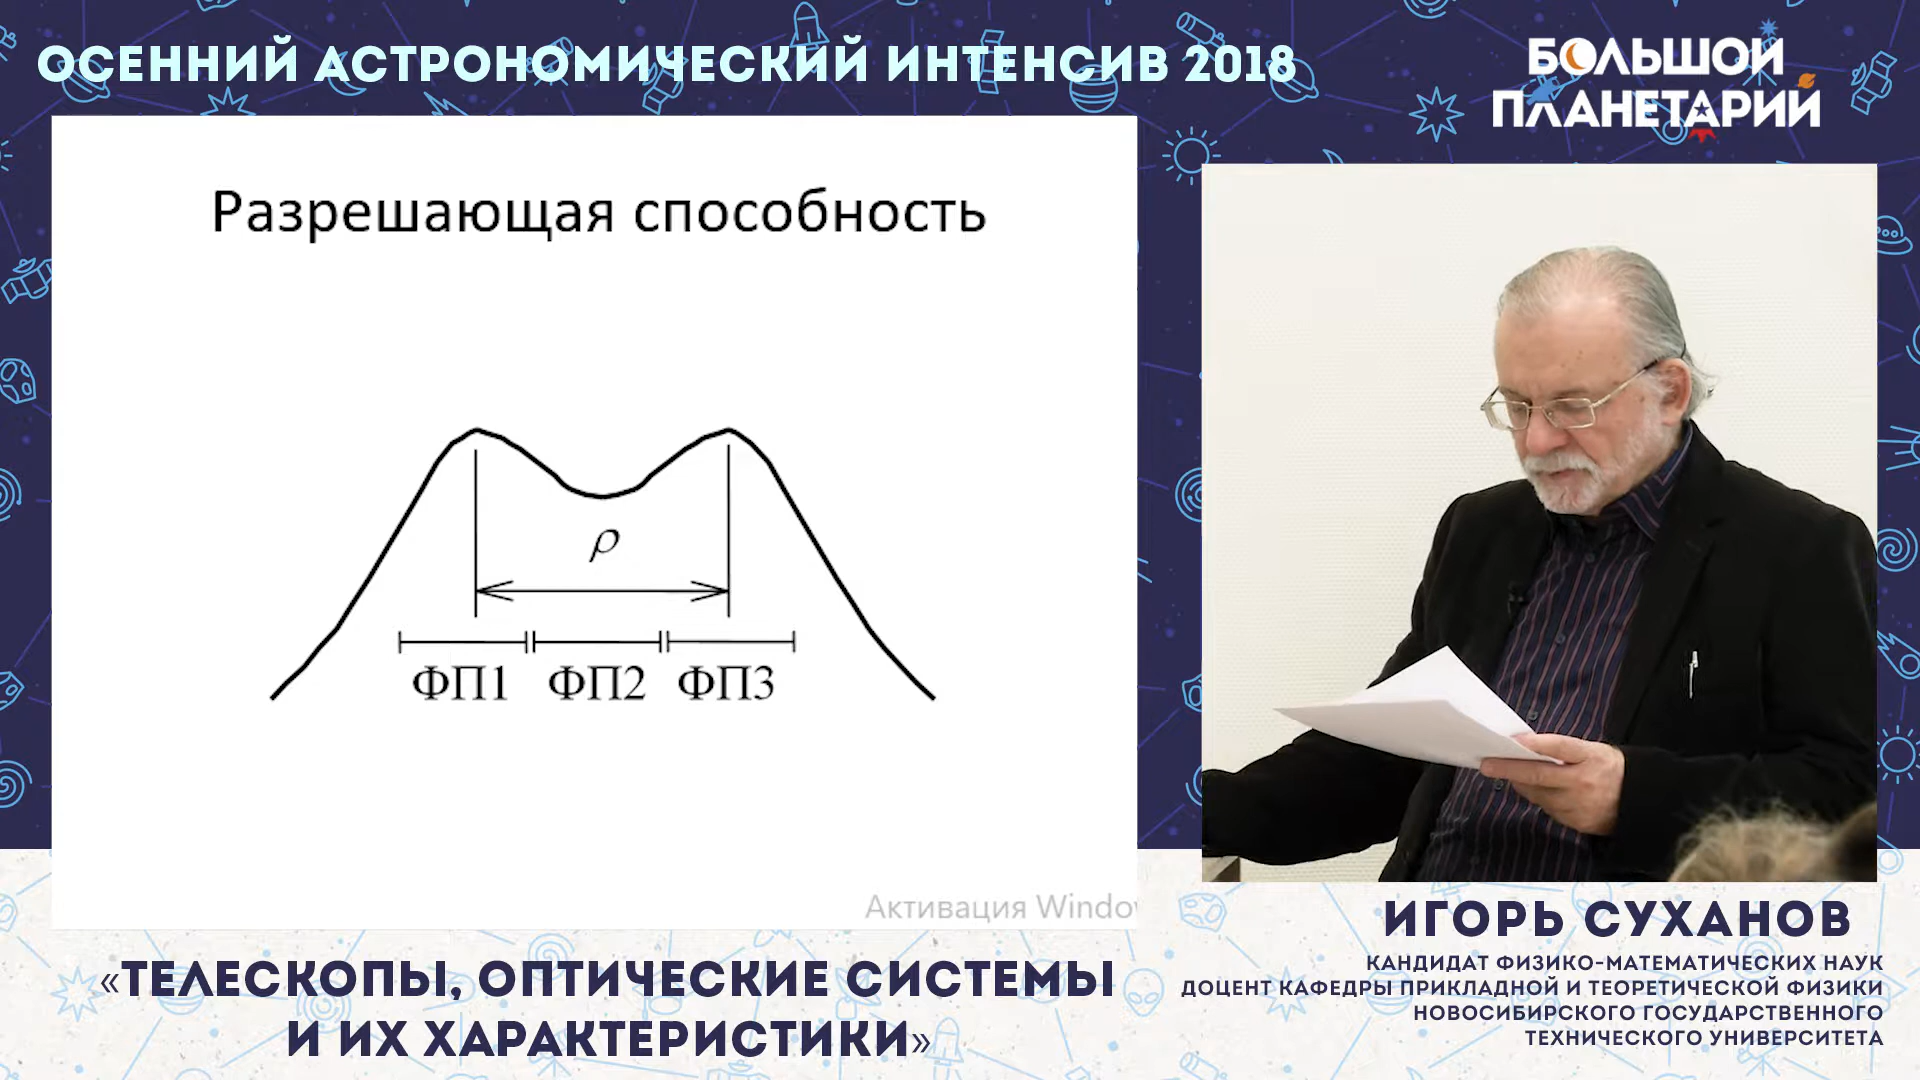 ОСЕННИЙ АСТРОНОМИЧЕСКИЙ ИНТЕНСИВ 2018
БОЛЬШОЙ
ПЛАНЕТАРИЙ
Разрешающая способность
ρ
ФП1 ФП2 ФП3
Активация Windo
«ТЕЛЕСКОПЫ, ОПТИЧЕСКИЕ СИСТЕМЫ
И ИХ ХАРАКТЕРИСТИКИ»
ИГОРЬ СУХАНОВ
КАНДИДАТ ФИЗИКО-МАТЕМАТИЧЕСКИХ НАУК
ДОЦЕНТ КАФЕДРЫ ПРИКЛАДНОЙ И ТЕОРЕТИЧЕСКОЙ ФИЗИКИ
НОВОСИБИРСКОГО ГОСУДАРСТВЕННОГО
ТЕХНИЧЕСКОГО УНИВЕРСИТЕТА